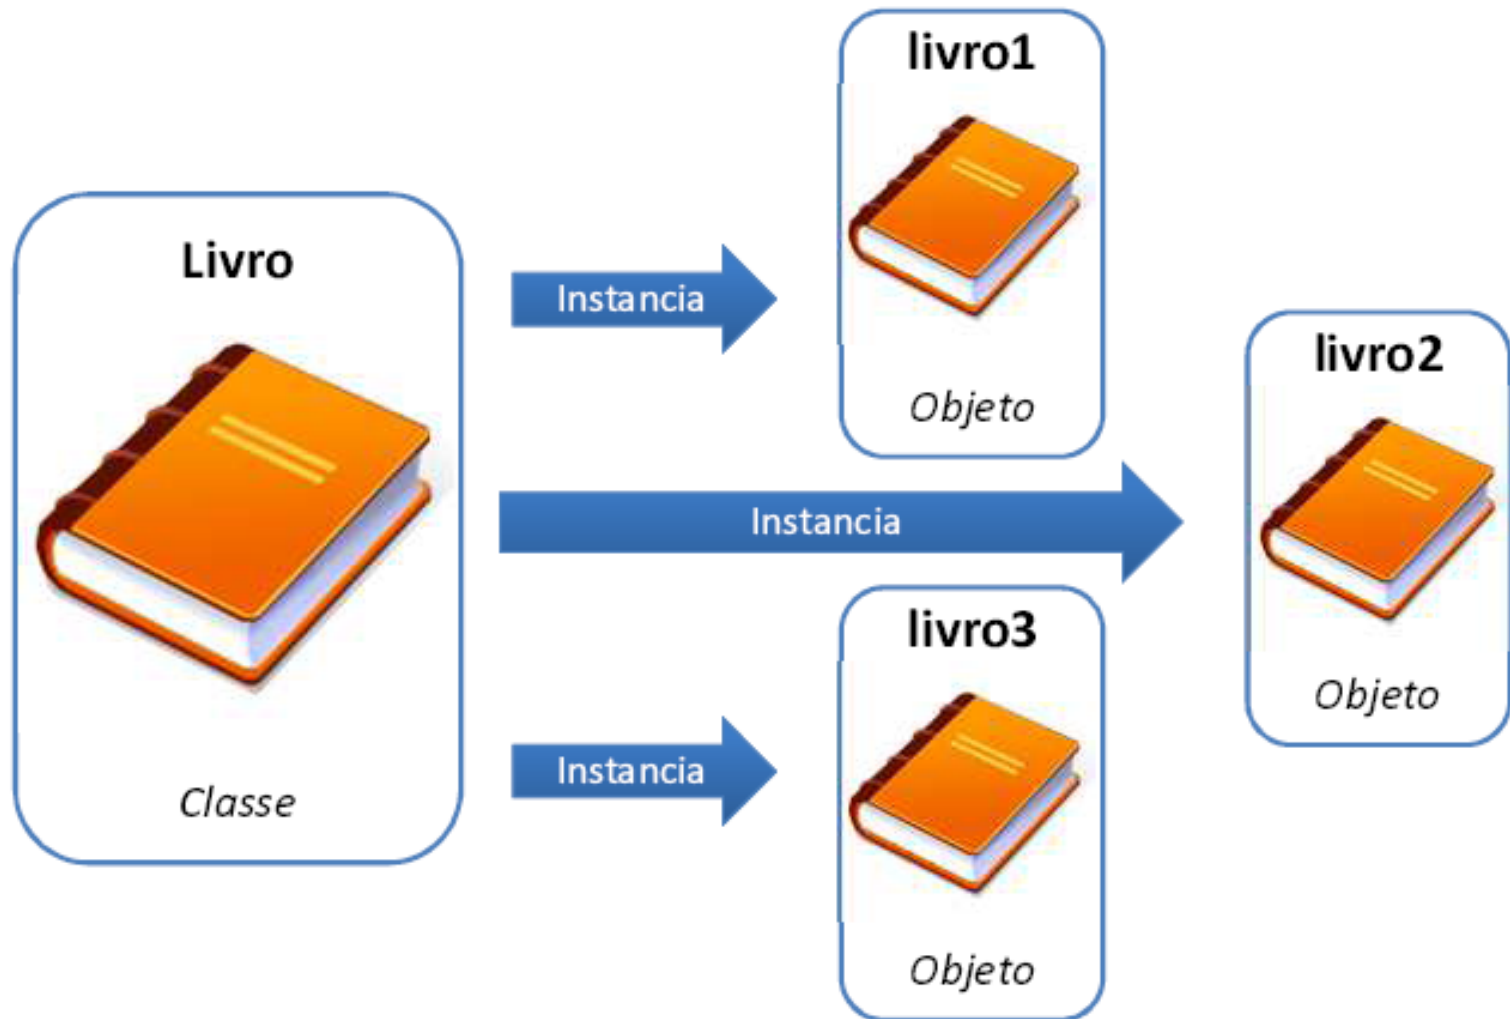 Livro
Classe
Instancia
livro1
Objeto
Instancia
livro2
Objeto
Instancia
livro3
Objeto